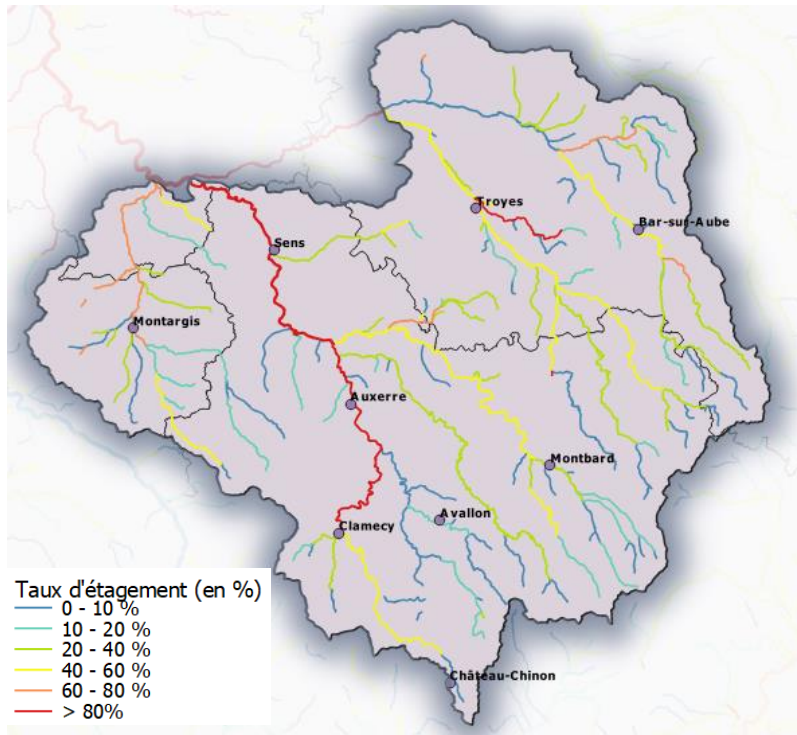 Troyes
Bar-sur-Aube
Sens
Montargis
Auxerre
Montbard
Avallon
Clamecy
Château-Chinon
Taux d'étagement (en %)
0 - 10 %
10 - 20 %
20 - 40 %
40 - 60 %
60 - 80 %
> 80%